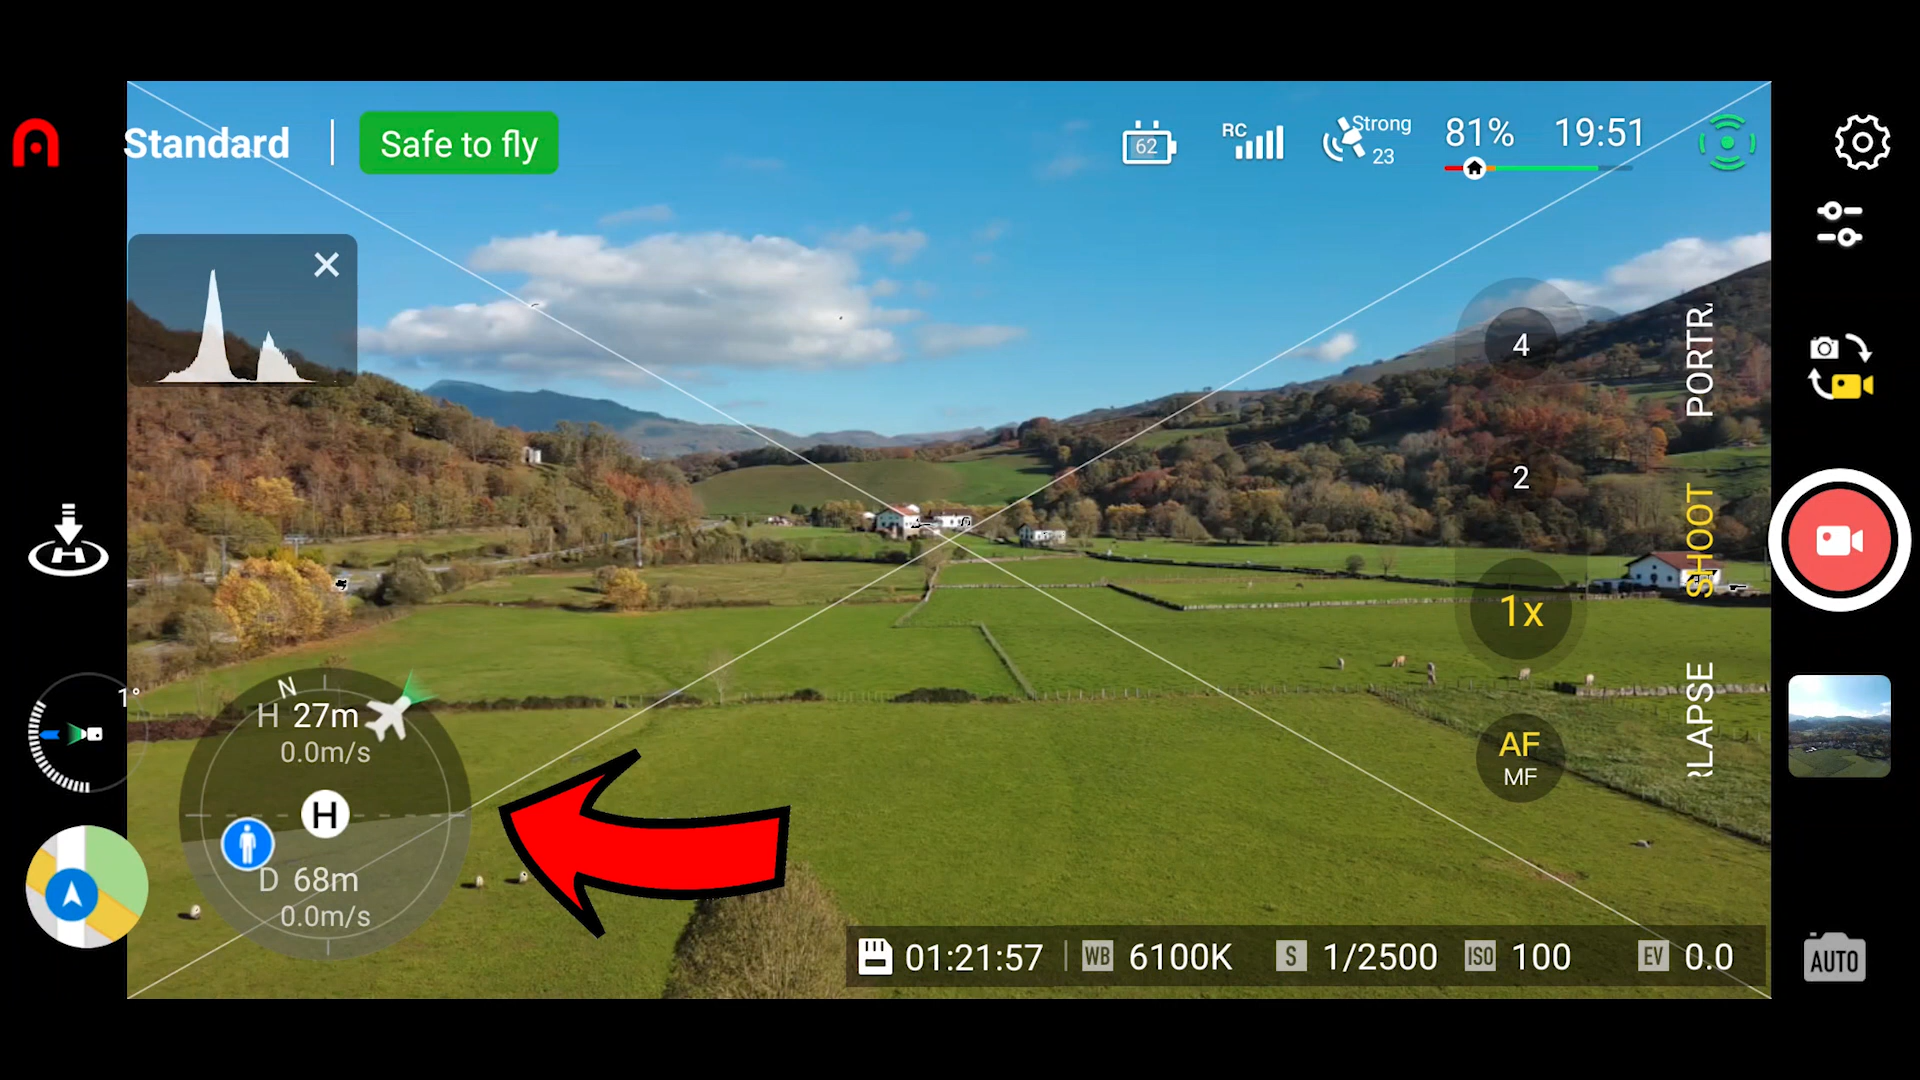 Standard
Safe to fly
62
RC
Strong
23
81%
19:51
4
2
1x
AF
MF
PORTR
SHOOT
LAPSE
1°
N
H 27m
0.0m/s
H
D 68m
0.0m/s
H
01:21:57
WB 6100K
S 1/2500
ISO 100
EV 0.0
AUTO